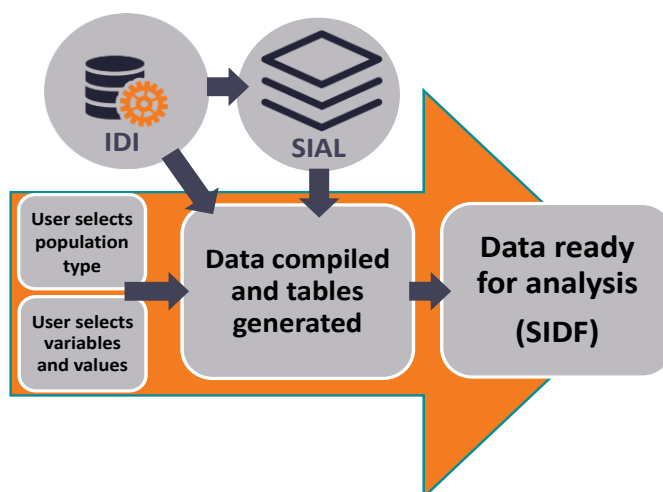 IDI
SIAL
User selects
population
type
User selects
variables
and values
Data compiled
and tables
generated
Data ready
for analysis
(SIDF)